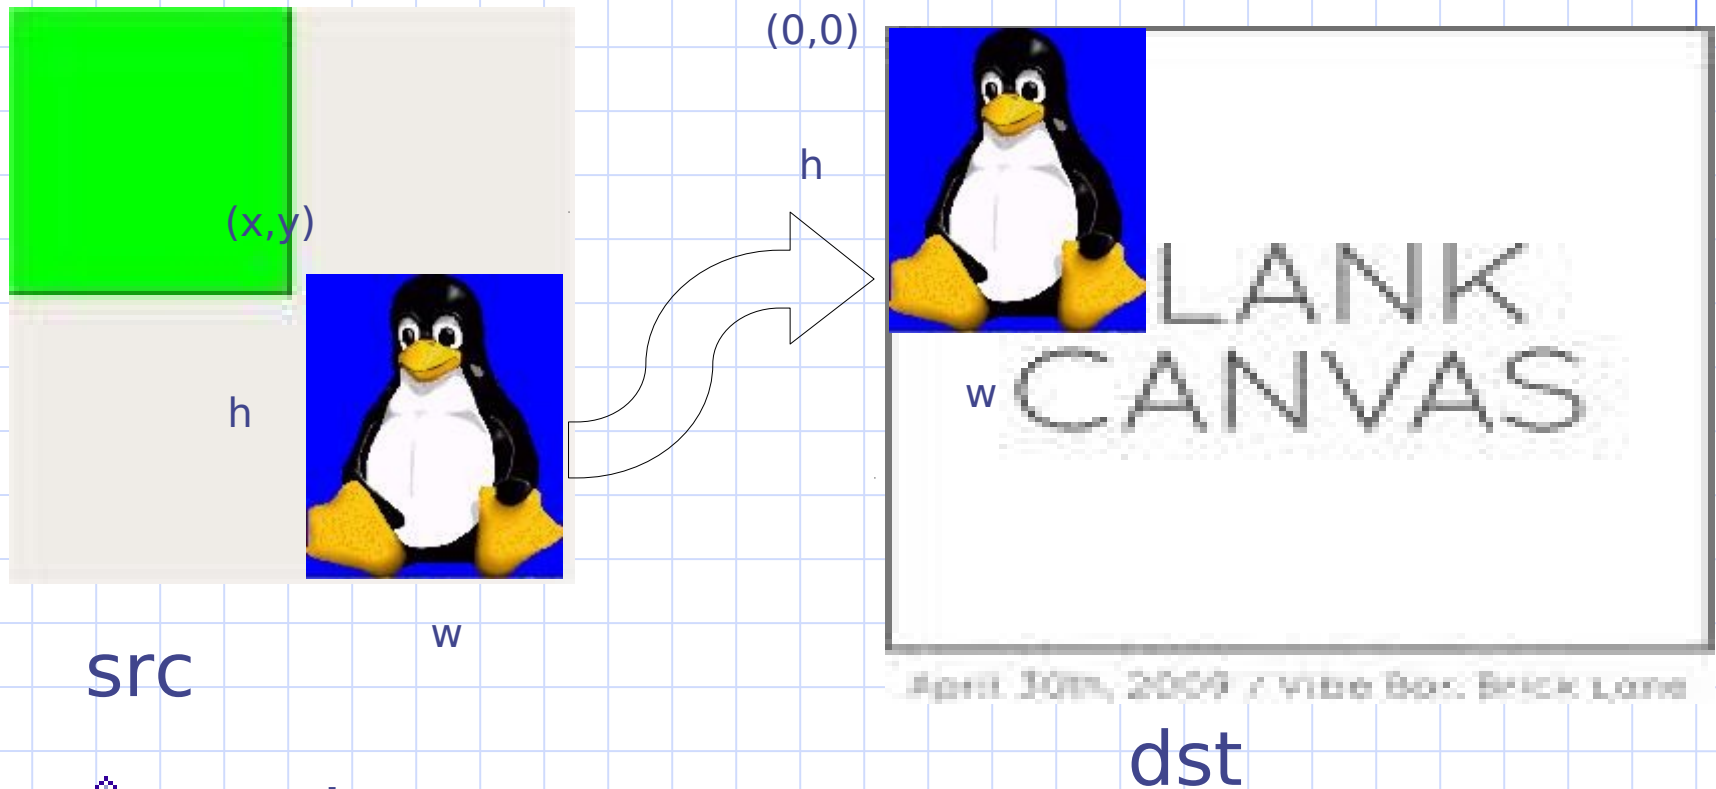 (0,0)
h
(x,y)
LANK
CANVAS
w
h
w
src
April 30th, 2009 / Vibe Bar, Brick Lane
dst